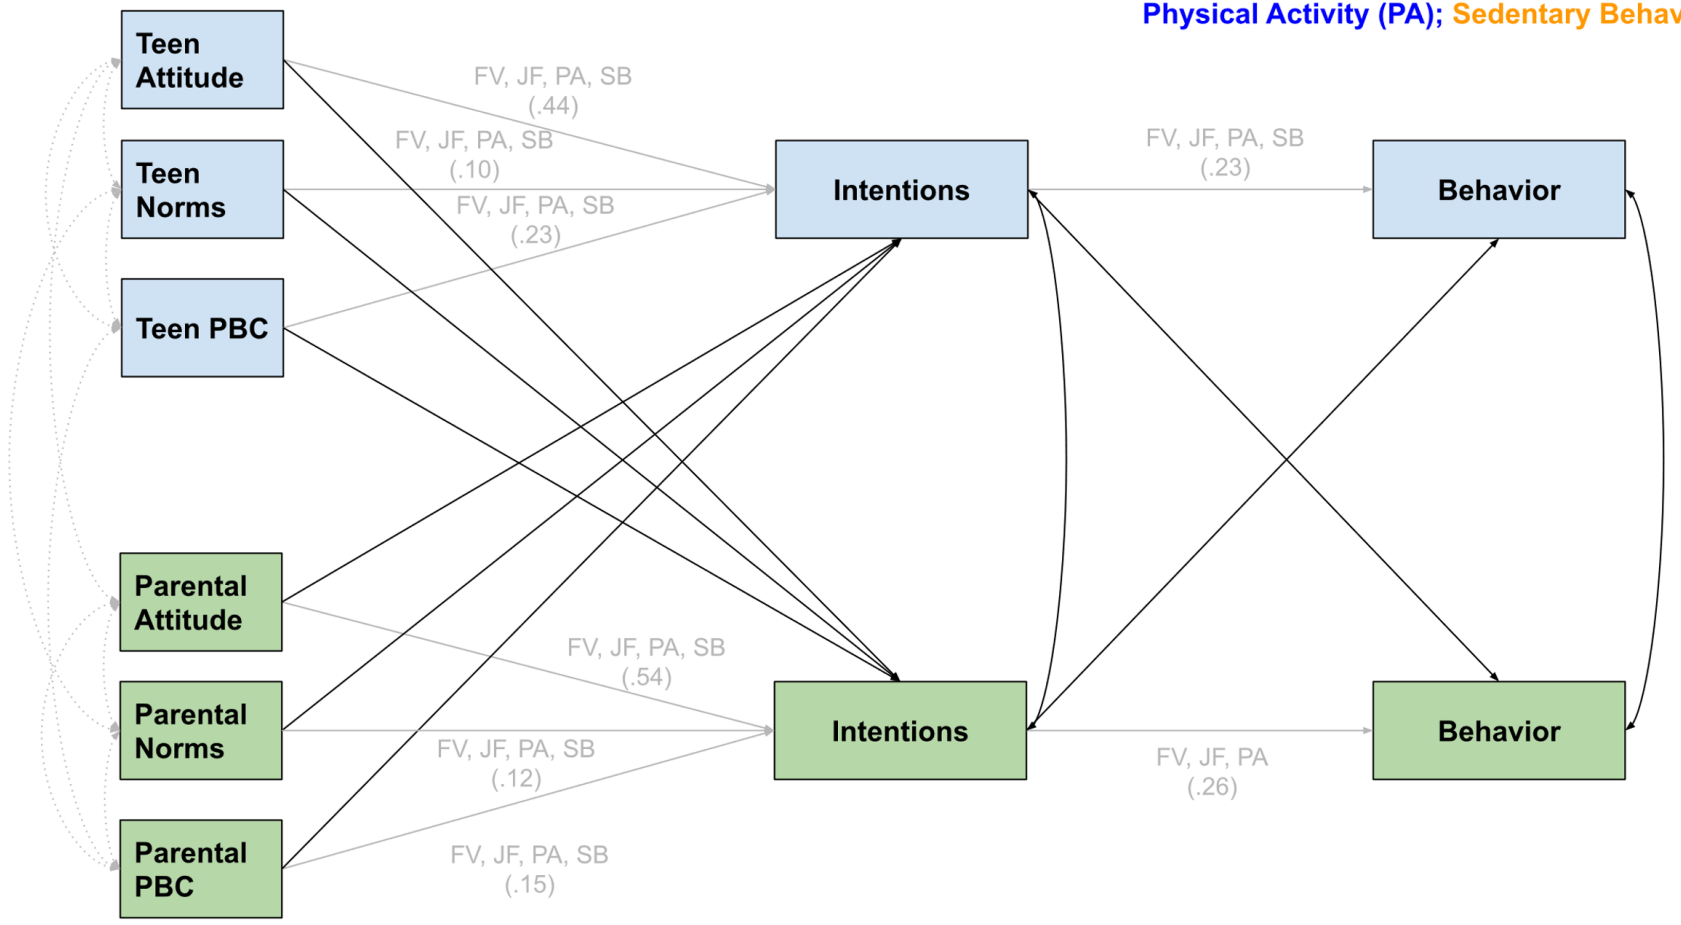 Physical Activity (PA); Sedentary Behav
Teen
Attitude
FV, JF, PA, SB
(.44)
Teen
Norms
FV, JF, PA, SB
(.10)
FV, JF, PA, SB
(.23)
Intentions
FV, JF, PA, SB
(.23)
Behavior
Teen PBC
Parental
Attitude
FV, JF, PA, SB
(.54)
Parental
Norms
FV, JF, PA, SB
(.12)
Intentions
FV, JF, PA
(.26)
Behavior
Parental
PBC
FV, JF, PA, SB
(.15)